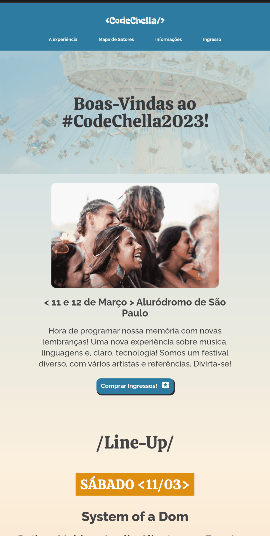 <CodeChella/>
A experiência Mapa de Setores Informações Ingresso
Boas-Vindas ao
#CodeChella2023!
< 11 e 12 de Março > Aluródromo de São
Paulo
Hora de programar nossa memória com novas
lembranças! Uma nova experiência sobre música,
linguagens e, claro, tecnologia! Somos um festival
diverso, com vários artistas e referências. Divirta-se!
Comprar Ingressos!
/Line-Up/
SÁBADO <11/03>
System of a Dom